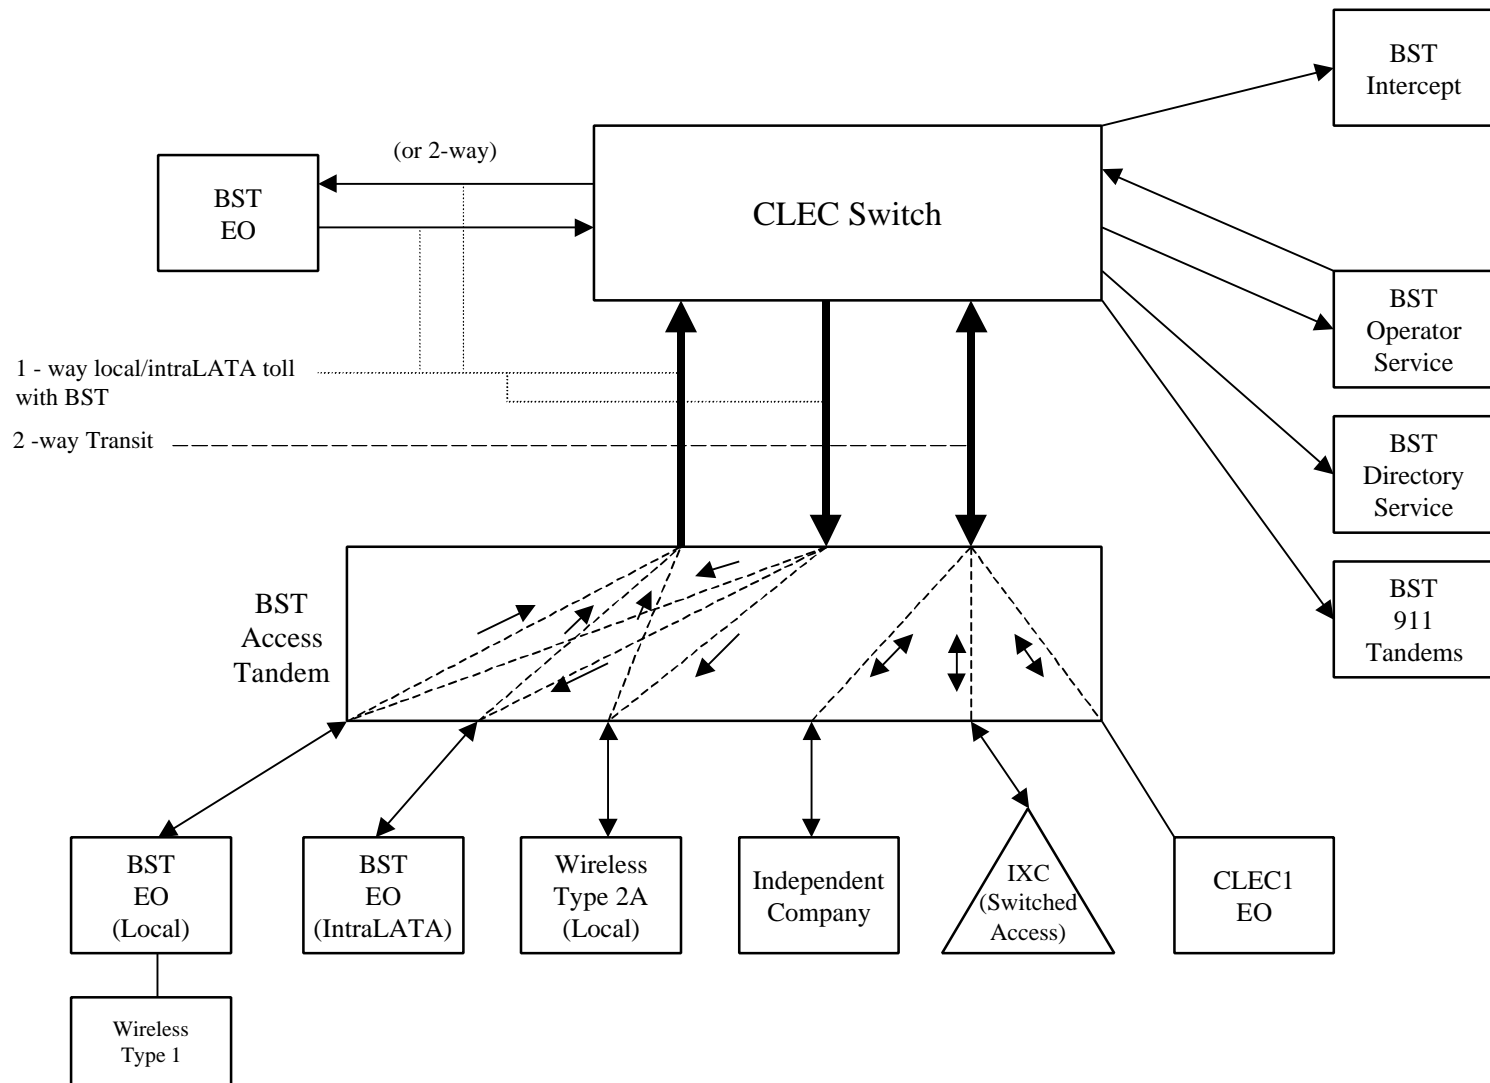 BST
Intercept
(or 2-way)
BST
EO
CLEC Switch
BST
Operator
Service
1 - way local/intraLATA toll
with BST
2 -way Transit
BST
Directory
Service
BST
911
Tandems
BST
Access
Tandem
BST
EO
(Local)
BST
EO
(IntraLATA)
Wireless
Type 2A
(Local)
Independent
Company
IXC
(Switched
Access)
CLEC1
EO
Wireless
Type 1